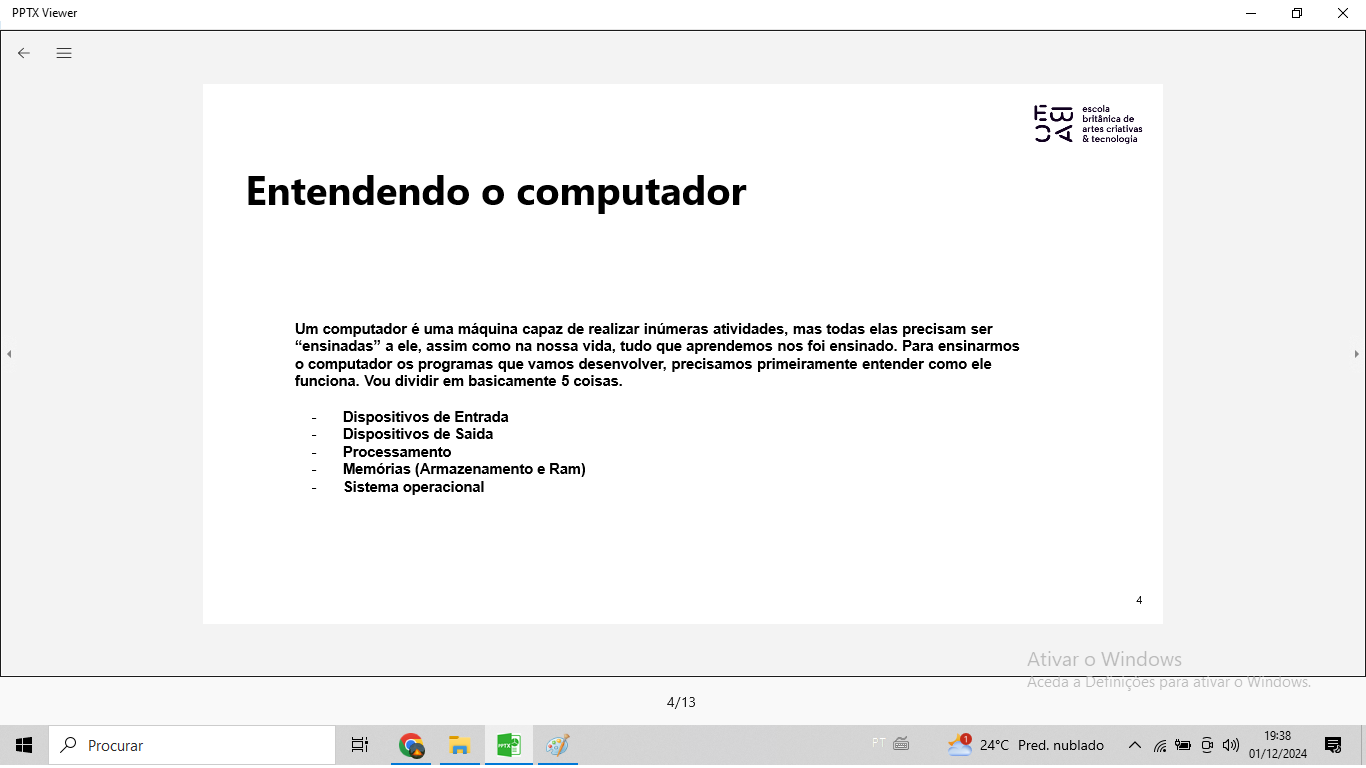 PPTX Viewer
escola
britânica de
artes criativas
& tecnologia
Entendendo o computador
Um computador é uma máquina capaz de realizar inúmeras atividades, mas todas elas precisam ser
“ensinadas” a ele, assim como na nossa vida, tudo que aprendemos nos foi ensinado. Para ensinarmos
o computador os programas que vamos desenvolver, precisamos primeiramente entender como ele
funciona. Vou dividir em basicamente 5 coisas.
- Dispositivos de Entrada
- Dispositivos de Saida
- Processamento
- Memórias (Armazenamento e Ram)
- Sistema operacional
4
Ativar o Windows
Aceda a Definições para ativar o Windows.
4/13
Procurar
PPTX
PT
1
24°C Pred. nublado
19:38
01/12/2024